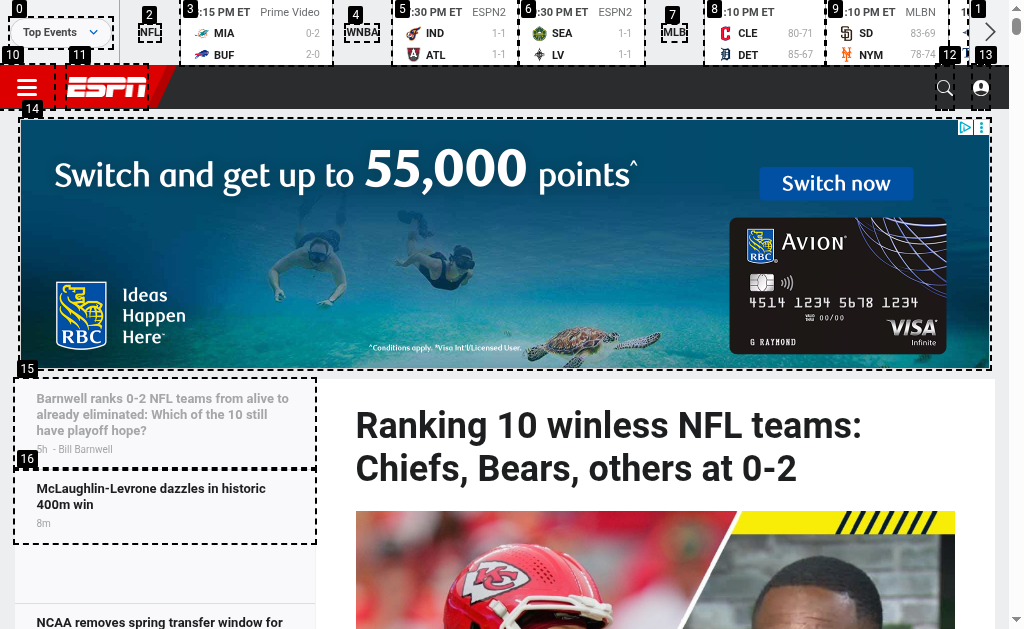 0
2
3
:15 PM ET Prime Video
4
5
:30 PM ET ESPN2
6
:30 PM ET ESPN2
7
8
:10 PM ET
9
:10 PM ET MLBN
1
Top Events
NFL
MIA 0-2
BUF 2-0
WNBA
IND 1-1
ATL 1-1
SEA 1-1
LV 1-1
MLB
CLE 80-71
DET 85-67
SD 83-69
NYM 78-74
10
11
12
13
ESPN
14
Switch and get up to 55,000 points^
Switch now
RBC
AVION
4514 1234 5678 1234
00/00
G RAYMOND
VISA
Infinite
RBC
Ideas
Happen
Here
^Conditions apply. ®Visa Int'l/Licensed User.
15
Barnwell ranks 0-2 NFL teams from alive to
already eliminated: Which of the 10 still
have playoff hope?
5h - Bill Barnwell
16
McLaughlin-Levrone dazzles in historic
400m win
8m
NCAA removes spring transfer window for
Ranking 10 winless NFL teams:
Chiefs, Bears, others at 0-2